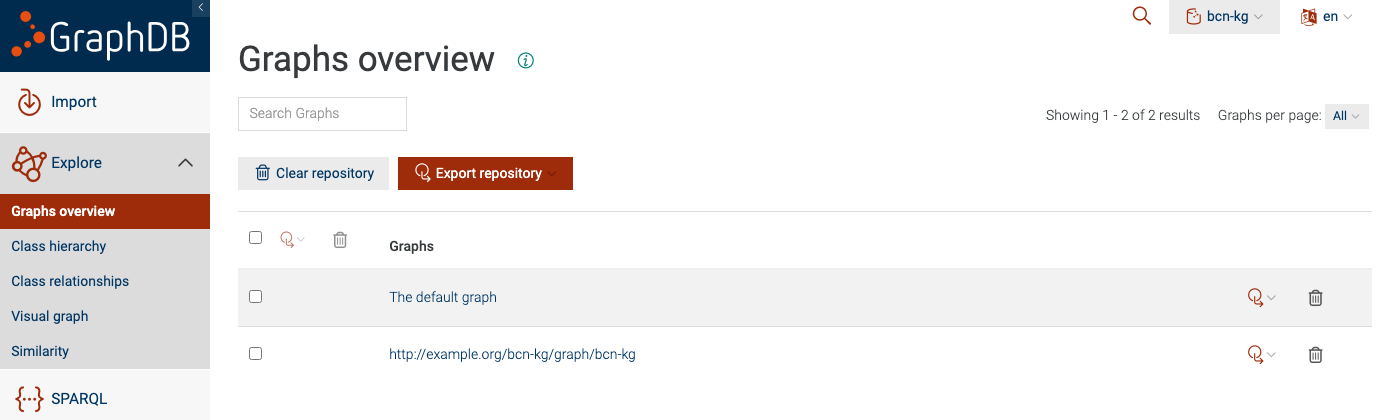 GraphDB
bcn-kg
en
Graphs overview
Import
Search Graphs
Showing 1 - 2 of 2 results
Graphs per page:
All
Explore
Clear repository
Export repository
Graphs overview
Class hierarchy
Graphs
Class relationships
The default graph
Visual graph
Similarity
http://example.org/bcn-kg/graph/bcn-kg
SPARQL